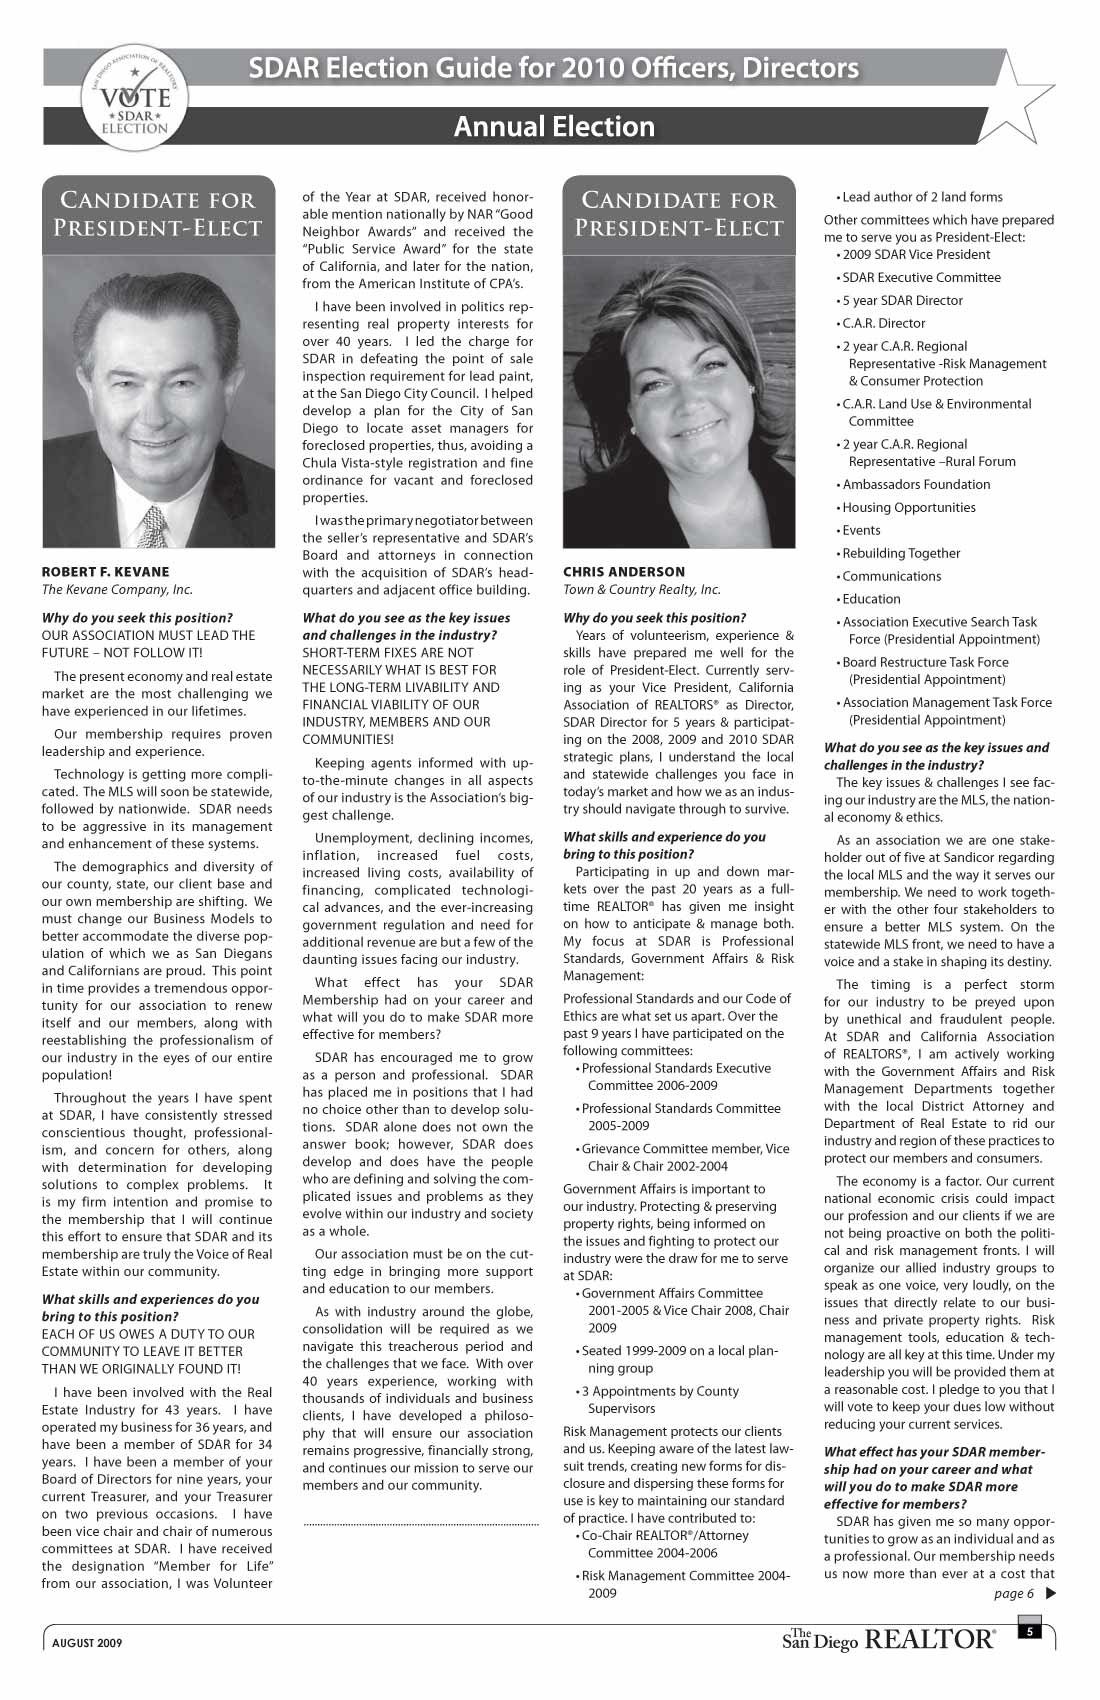 SAN DIEGO ASSOCIATION OF REALTORS
VOTE
SDAR
ELECTION
SDAR Election Guide for 2010 Officers, Directors
Annual Election
CANDIDATE FOR
PRESIDENT-ELECT
ROBERT F. KEVANE
The Kevane Company, Inc.
Why do you seek this position?
OUR ASSOCIATION MUST LEAD THE
FUTURE – NOT FOLLOW IT!
The present economy and real estate
market are the most challenging we
have experienced in our lifetimes.
Our membership requires proven
leadership and experience.
Technology is getting more compli-
cated. The MLS will soon be statewide,
followed by nationwide. SDAR needs
to be aggressive in its management
and enhancement of these systems.
The demographics and diversity of
our county, state, our client base and
our own membership are shifting. We
must change our Business Models to
better accommodate the diverse pop-
ulation of which we as San Diegans
and Californians are proud. This point
in time provides a tremendous oppor-
tunity for our association to renew
itself and our members, along with
reestablishing the professionalism of
our industry in the eyes of our entire
population!
Throughout the years I have spent
at SDAR, I have consistently stressed
conscientious thought, professional-
ism, and concern for others, along
with determination for developing
solutions to complex problems. It
is my firm intention and promise to
the membership that I will continue
this effort to ensure that SDAR and its
membership are truly the Voice of Real
Estate within our community.
What skills and experiences do you
bring to this position?
EACH OF US OWES A DUTY TO OUR
COMMUNITY TO LEAVE IT BETTER
THAN WE ORIGINALLY FOUND IT!
I have been involved with the Real
Estate Industry for 43 years. I have
operated my business for 36 years, and
have been a member of SDAR for 34
years. I have been a member of your
Board of Directors for nine years, your
current Treasurer, and your Treasurer
on two previous occasions. I have
been vice chair and chair of numerous
committees at SDAR. I have received
the designation “Member for Life”
from our association, I was Volunteer
of the Year at SDAR, received honor-
able mention nationally by NAR “Good
Neighbor Awards” and received the
“Public Service Award” for the state
of California, and later for the nation,
from the American Institute of CPA’s.
I have been involved in politics rep-
resenting real property interests for
over 40 years. I led the charge for
SDAR in defeating the point of sale
inspection requirement for lead paint,
at the San Diego City Council. I helped
develop a plan for the City of San
Diego to locate asset managers for
foreclosed properties, thus, avoiding a
Chula Vista-style registration and fine
ordinance for vacant and foreclosed
properties.
I was the primary negotiator between
the seller’s representative and SDAR’s
Board and attorneys in connection
with the acquisition of SDAR’s head-
quarters and adjacent office building.
What do you see as the key issues
and challenges in the industry?
SHORT-TERM FIXES ARE NOT
NECESSARILY WHAT IS BEST FOR
THE LONG-TERM LIVABILITY AND
FINANCIAL VIABILITY OF OUR
INDUSTRY, MEMBERS AND OUR
COMMUNITIES!
Keeping agents informed with up-
to-the-minute changes in all aspects
of our industry is the Association’s big-
gest challenge.
Unemployment, declining incomes,
inflation, increased fuel costs,
increased living costs, availability of
financing, complicated technologi-
cal advances, and the ever-increasing
government regulation and need for
additional revenue are but a few of the
daunting issues facing our industry.
What effect has your SDAR
Membership had on your career and
what will you do to make SDAR more
effective for members?
SDAR has encouraged me to grow
as a person and professional. SDAR
has placed me in positions that I had
no choice other than to develop solu-
tions. SDAR alone does not own the
answer book; however, SDAR does
develop and does have the people
who are defining and solving the com-
plicated issues and problems as they
evolve within our industry and society
as a whole.
Our association must be on the cut-
ting edge in bringing more support
and education to our members.
As with industry around the globe,
consolidation will be required as we
navigate this treacherous period and
the challenges that we face. With over
40 years experience, working with
thousands of individuals and business
clients, I have developed a philoso-
phy that will ensure our association
remains progressive, financially strong,
and continues our mission to serve our
members and our community.
CANDIDATE FOR
PRESIDENT-ELECT
CHRIS ANDERSON
Town & Country Realty, Inc.
Why do you seek this position?
Years of volunteerism, experience &
skills have prepared me well for the
role of President-Elect. Currently serv-
ing as your Vice President, California
Association of REALTORS® as Director,
SDAR Director for 5 years & participat-
ing on the 2008, 2009 and 2010 SDAR
strategic plans, I understand the local
and statewide challenges you face in
today’s market and how we as an indus-
try should navigate through to survive.
What skills and experience do you
bring to this position?
Participating in up and down mar-
kets over the past 20 years as a full-
time REALTOR® has given me insight
on how to anticipate & manage both.
My focus at SDAR is Professional
Standards, Government Affairs & Risk
Management:
Professional Standards and our Code of
Ethics are what set us apart. Over the
past 9 years I have participated on the
following committees:
• Professional Standards Executive
Committee 2006-2009
• Professional Standards Committee
2005-2009
• Grievance Committee member, Vice
Chair & Chair 2002-2004
Government Affairs is important to
our industry. Protecting & preserving
property rights, being informed on
the issues and fighting to protect our
industry were the draw for me to serve
at SDAR:
• Government Affairs Committee
2001-2005 & Vice Chair 2008, Chair
2009
• Seated 1999-2009 on a local plan-
ning group
• 3 Appointments by County
Supervisors
Risk Management protects our clients
and us. Keeping aware of the latest law-
suit trends, creating new forms for dis-
closure and dispersing these forms for
use is key to maintaining our standard
of practice. I have contributed to:
• Co-Chair REALTOR®/Attorney
Committee 2004-2006
• Risk Management Committee 2004-
2009
• Lead author of 2 land forms
Other committees which have prepared
me to serve you as President-Elect:
• 2009 SDAR Vice President
• SDAR Executive Committee
• 5 year SDAR Director
• C.A.R. Director
• 2 year C.A.R. Regional
Representative -Risk Management
& Consumer Protection
• C.A.R. Land Use & Environmental
Committee
• 2 year C.A.R. Regional
Representative –Rural Forum
• Ambassadors Foundation
• Housing Opportunities
• Events
• Rebuilding Together
• Communications
• Education
• Association Executive Search Task
Force (Presidential Appointment)
• Board Restructure Task Force
(Presidential Appointment)
• Association Management Task Force
(Presidential Appointment)
What do you see as the key issues and
challenges in the industry?
The key issues & challenges I see fac-
ing our industry are the MLS, the nation-
al economy & ethics.
As an association we are one stake-
holder out of five at Sandicor regarding
the local MLS and the way it serves our
membership. We need to work togeth-
er with the other four stakeholders to
ensure a better MLS system. On the
statewide MLS front, we need to have a
voice and a stake in shaping its destiny.
The timing is a perfect storm
for our industry to be preyed upon
by unethical and fraudulent people.
At SDAR and California Association
of REALTORS®, I am actively working
with the Government Affairs and Risk
Management Departments together
with the local District Attorney and
Department of Real Estate to rid our
industry and region of these practices to
protect our members and consumers.
The economy is a factor. Our current
national economic crisis could impact
our profession and our clients if we are
not being proactive on both the politi-
cal and risk management fronts. I will
organize our allied industry groups to
speak as one voice, very loudly, on the
issues that directly relate to our busi-
ness and private property rights. Risk
management tools, education & tech-
nology are all key at this time. Under my
leadership you will be provided them at
a reasonable cost. I pledge to you that I
will vote to keep your dues low without
reducing your current services.
What effect has your SDAR member-
ship had on your career and what
will you do to make SDAR more
effective for members?
SDAR has given me so many oppor-
tunities to grow as an individual and as
a professional. Our membership needs
us now more than ever at a cost that
page 6
AUGUST 2009
The San Diego REALTOR®
5